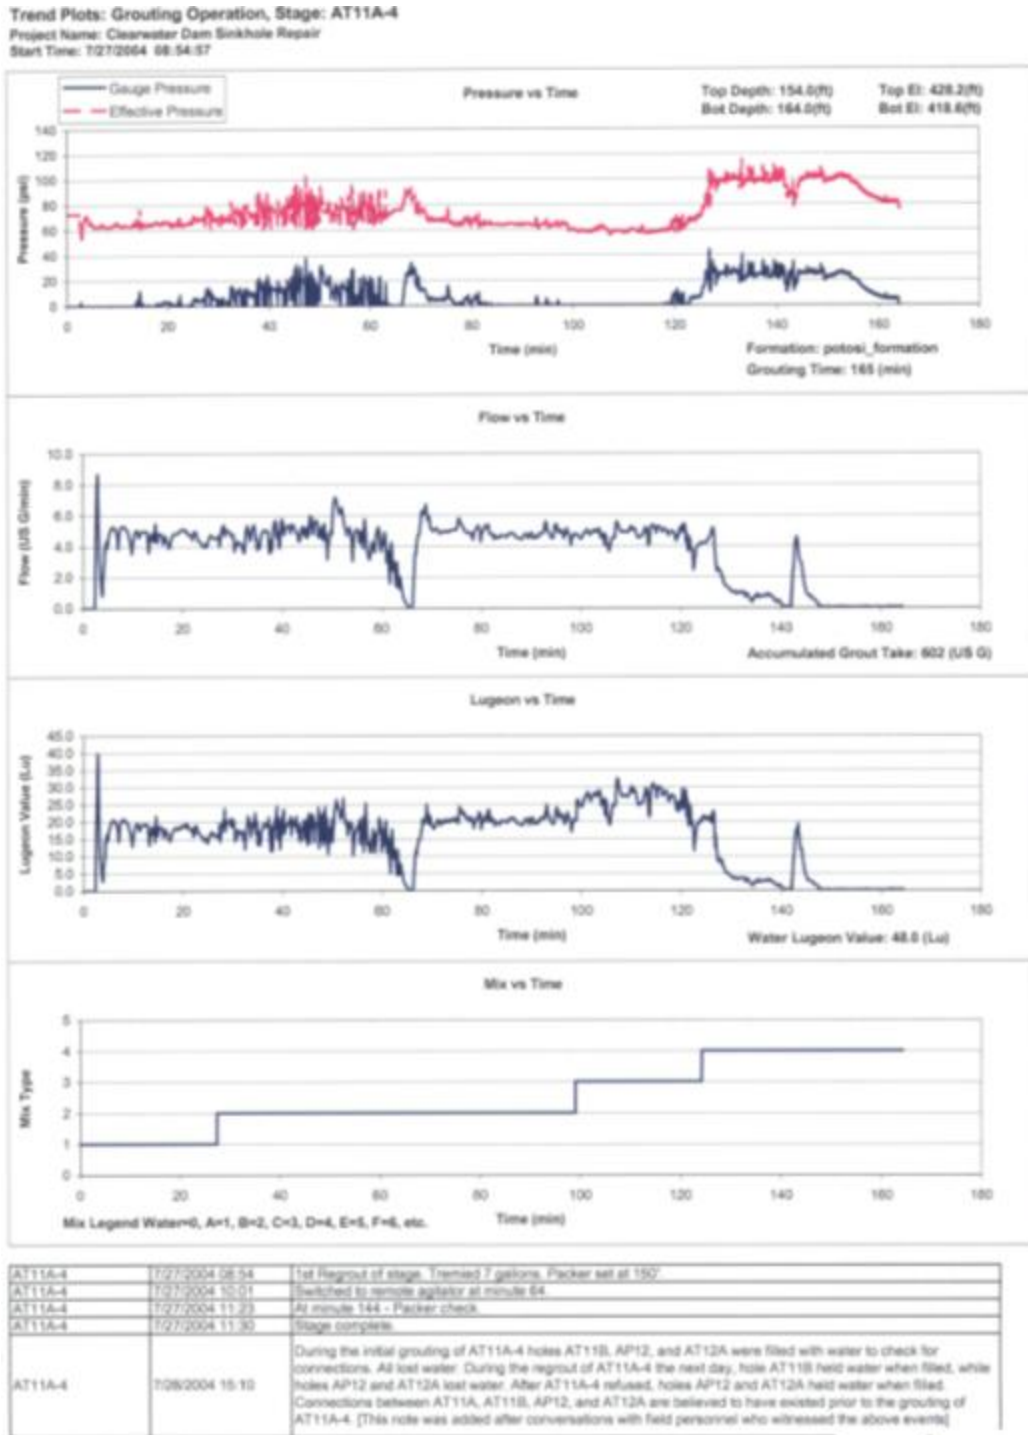 Trend Plots: Grouting Operation, Stage: AT11A-4
Project Name: Clearwater Dam Sinkhole Repair
Start Time: 7/27/2004 08:54:57
Gauge Pressure
Effective Pressure
Pressure vs Time
Top Depth: 154.0(ft) Top El: 428.2(ft)
Bot Depth: 164.0(ft) Bot El: 418.6(ft)
Pressure (psi)
140
120
100
80
60
40
20
0
0 20 40 60 80 100 120 140 160 180
Time (min)
Formation: potosi_formation
Grouting Time: 165 (min)
Flow vs Time
Flow (US G/min)
10.0
8.0
6.0
4.0
2.0
0.0
0 20 40 60 80 100 120 140 160 180
Time (min)
Accumulated Grout Take: 602 (US G)
Lugeon vs Time
Lugeon Value (Lu)
45.0
40.0
35.0
30.0
25.0
20.0
15.0
10.0
5.0
0.0
0 20 40 60 80 100 120 140 160 180
Time (min)
Water Lugeon Value: 48.0 (Lu)
Mix vs Time
Mix Type
5
4
3
2
1
0
0 20 40 60 80 100 120 140 160 180
Mix Legend Water=0, A=1, B=2, C=3, D=4, E=5, F=6, etc.
Time (min)
AT11A-4 7/27/2004 08:54 1st Regrout of stage. Tremied 7 gallons. Packer set at 150'.
AT11A-4 7/27/2004 10:01 Switched to remote agitator at minute 64.
AT11A-4 7/27/2004 11:23 At minute 144 - Packer check.
AT11A-4 7/27/2004 11:30 Stage complete.
AT11A-4 7/28/2004 15:10
During the initial grouting of AT11A-4 holes AT11B, AP12, and AT12A were filled with water to check for
connections. All lost water. During the regrout of AT11A-4 the next day, hole AT11B held water when filled, while
holes AP12 and AT12A lost water. After AT11A-4 refused, holes AP12 and AT12A held water when filled.
Connections between AT11A, AT11B, AP12, and AT12A are believed to have existed prior to the grouting of
AT11A-4. [This note was added after conversations with field personnel who witnessed the above events]